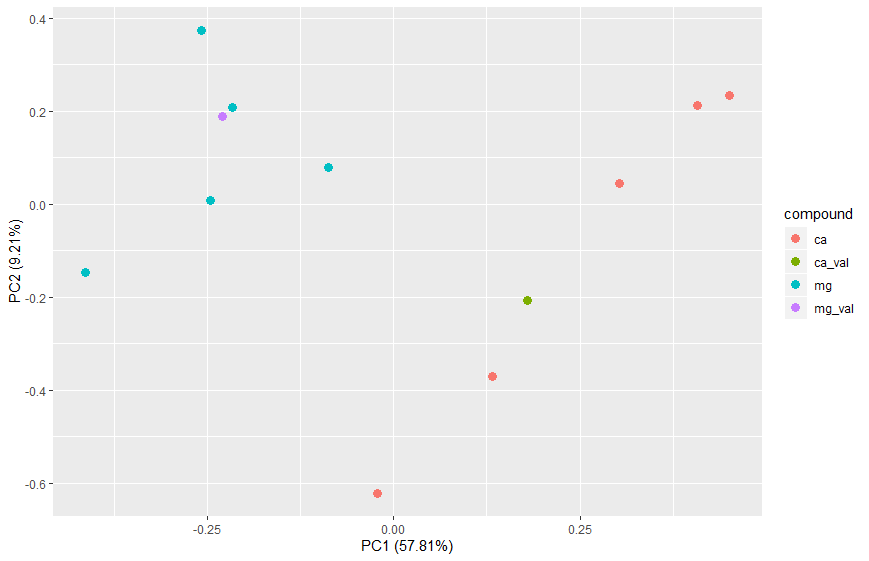 0.4
0.2
0.0
-0.2
-0.4
-0.6
PC2 (9.21%)
-0.25
0.00
0.25
PC1 (57.81%)
compound
ca
ca_val
mg
mg_val